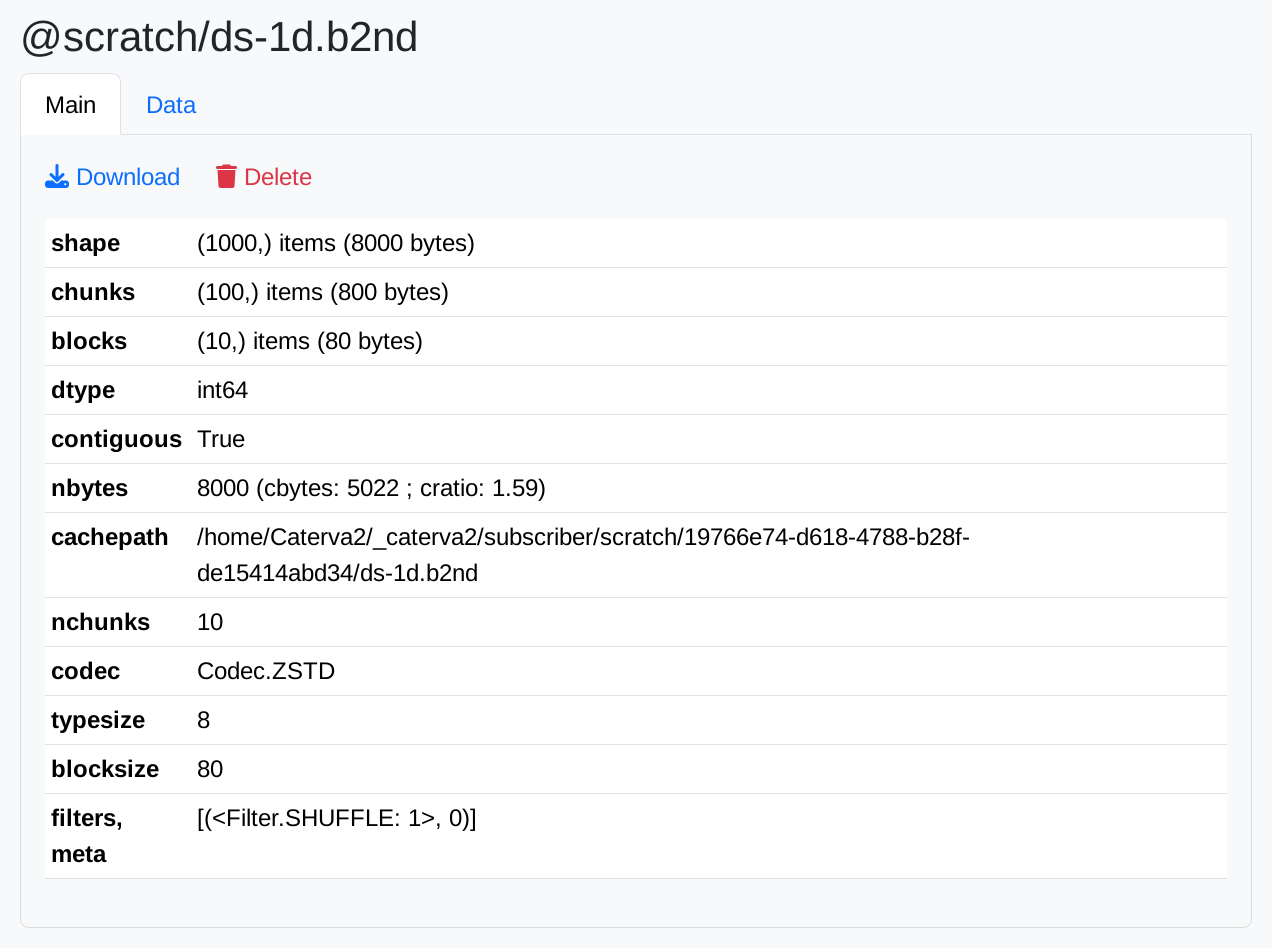 @scratch/ds-1d.b2nd
Main Data
Download Delete
shape (1000,) items (8000 bytes)
chunks (100,) items (800 bytes)
blocks (10,) items (80 bytes)
dtype int64
contiguous True
nbytes 8000 (cbytes: 5022 ; cratio: 1.59)
cachepath /home/Caterva2/_caterva2/subscriber/scratch/19766e74-d618-4788-b28f-
de15414abd34/ds-1d.b2nd
nchunks 10
codec Codec.ZSTD
typesize 8
blocksize 80
filters, [(<Filter.SHUFFLE: 1>, 0)]
meta